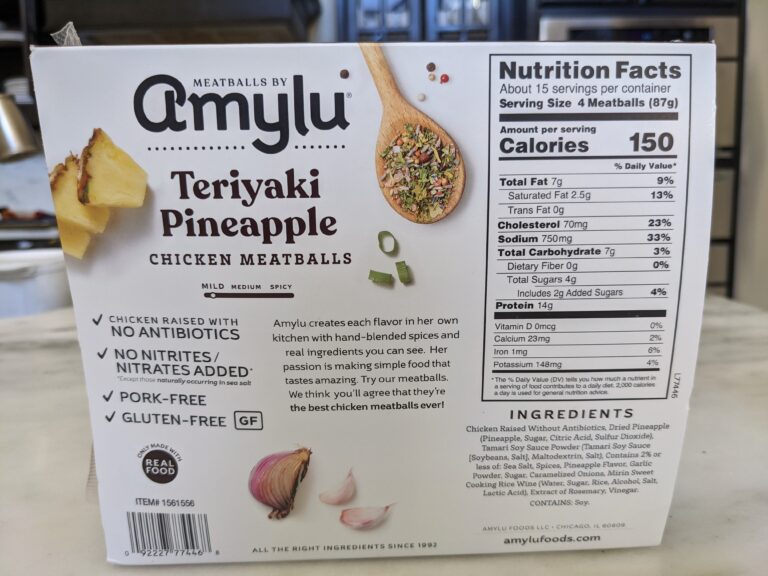 MEATBALLS BY
amylu®
Teriyaki
Pineapple
CHICKEN MEATBALLS
MILD MEDIUM SPICY
✓ CHICKEN RAISED WITH
NO ANTIBIOTICS
✓ NO NITRITES/
NITRATES ADDED*
*Except those naturally occurring in sea salt
✓ PORK-FREE
✓ GLUTEN-FREE GF
ONLY MADE WITH
REAL
FOOD
ITEM# 1561556
0 92227 77446 8
Amylu creates each flavor in her own
kitchen with hand-blended spices and
real ingredients you can see. Her
passion is making simple food that
tastes amazing. Try our meatballs.
We think you'll agree that they're
the best chicken meatballs ever!
ALL THE RIGHT INGREDIENTS SINCE 1992
Nutrition Facts
About 15 servings per container
Serving Size 4 Meatballs (87g)
Amount per serving
Calories 150
% Daily Value*
Total Fat 7g 9%
Saturated Fat 2.5g 13%
Trans Fat 0g
Cholesterol 70mg 23%
Sodium 750mg 33%
Total Carbohydrate 7g 3%
Dietary Fiber 0g 0%
Total Sugars 4g
Includes 2g Added Sugars 4%
Protein 14g
Vitamin D 0mcg 0%
Calcium 23mg 2%
Iron 1mg 6%
Potassium 148mg 4%
*The % Daily Value (DV) tells you how much a nutrient in
a serving of food contributes to a daily diet. 2,000 calories
a day is used for general nutrition advice.
L77446
INGREDIENTS
Chicken Raised Without Antibiotics, Dried Pineapple
(Pineapple, Sugar, Citric Acid, Sulfur Dioxide),
Tamari Soy Sauce Powder (Tamari Soy Sauce
[Soybeans, Salt], Maltodextrin, Salt), Contains 2% or
less of: Sea Salt, Spices, Pineapple Flavor, Garlic
Powder, Sugar, Caramelized Onions, Mirin Sweet
Cooking Rice Wine (Water, Sugar, Rice, Alcohol, Salt,
Lactic Acid), Extract of Rosemary, Vinegar.
CONTAINS: Soy.
AMYLU FOODS LLC • CHICAGO, IL 60809
amylufoods.com